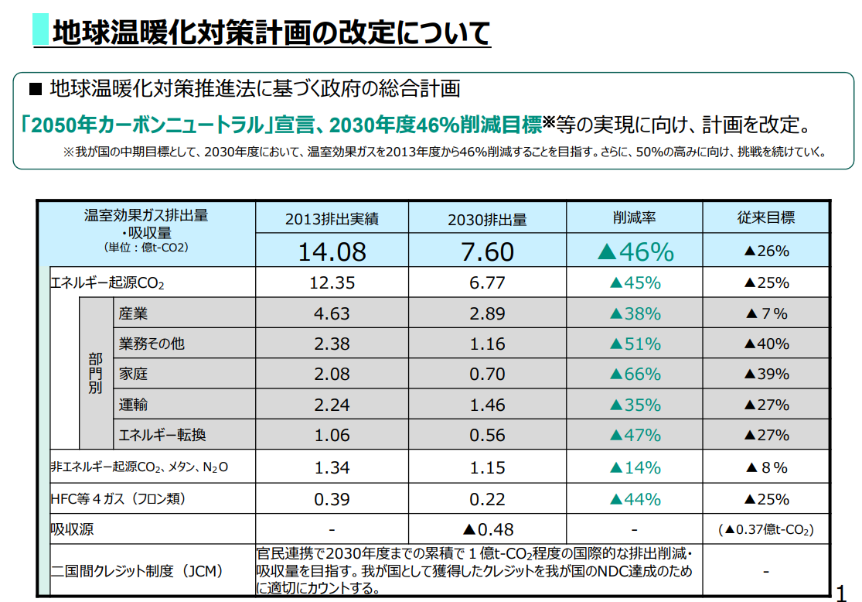 地球温暖化対策計画の改定について
■ 地球温暖化対策推進法に基づく政府の総合計画
「2050年カーボンニュートラル」宣言、2030年度46%削減目標※等の実現に向け、計画を改定。
※我が国の中期目標として、2030年度において、温室効果ガスを2013年度から46%削減することを目指す。さらに、50%の高みに向け、挑戦を続けていく。
温室効果ガス排出量
・吸収量
(単位：億t-CO2)
2013排出実績 2030排出量 削減率 従来目標
14.08 7.60 ▲46% ▲26%
エネルギー起源CO₂ 12.35 6.77 ▲45% ▲25%
部門別
産業 4.63 2.89 ▲38% ▲７%
業務その他 2.38 1.16 ▲51% ▲40%
家庭 2.08 0.70 ▲66% ▲39%
運輸 2.24 1.46 ▲35% ▲27%
エネルギー転換 1.06 0.56 ▲47% ▲27%
非エネルギー起源CO₂、メタン、N₂O 1.34 1.15 ▲14% ▲８%
HFC等４ガス（フロン類） 0.39 0.22 ▲44% ▲25%
吸収源 - ▲0.48 - (▲0.37億t-CO₂)
二国間クレジット制度（JCM）
官民連携で2030年度までの累積で１億t-CO₂程度の国際的な排出削減・
吸収量を目指す。我が国として獲得したクレジットを我が国のNDC達成のため
に適切にカウントする。
-
1